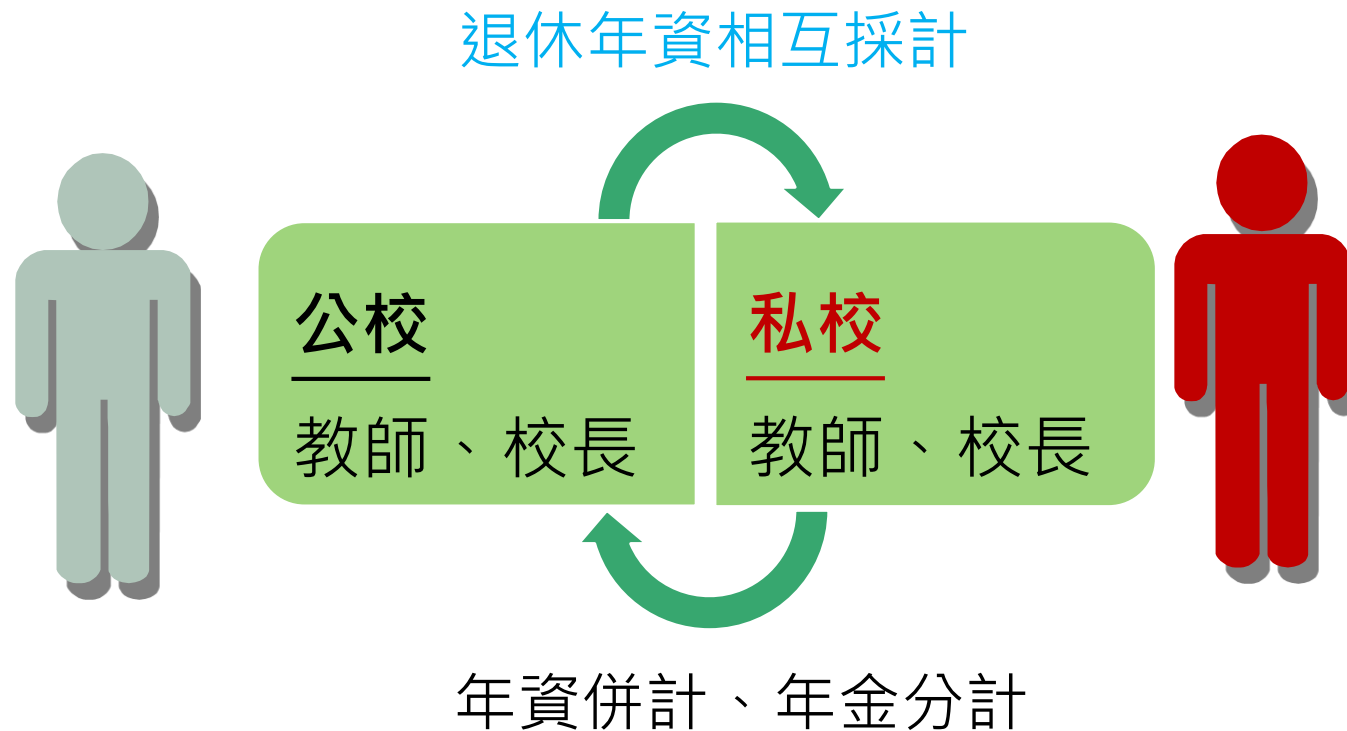 退休年資相互採計
公校
教師、校長
私校
教師、校長
年資併計、年金分計